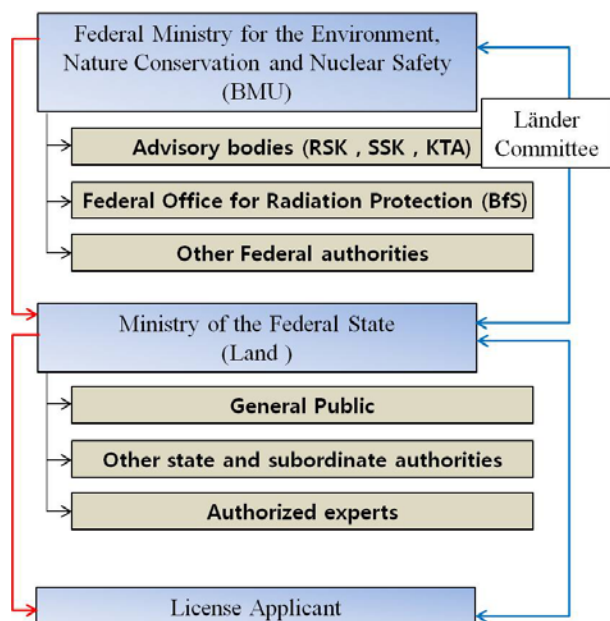 Federal Ministry for the Environment,
Nature Conservation and Nuclear Safety
(BMU)
Länder
Committee
Advisory bodies (RSK , SSK , KTA)
Federal Office for Radiation Protection (BfS)
Other Federal authorities
Ministry of the Federal State
(Land )
General Public
Other state and subordinate authorities
Authorized experts
License Applicant